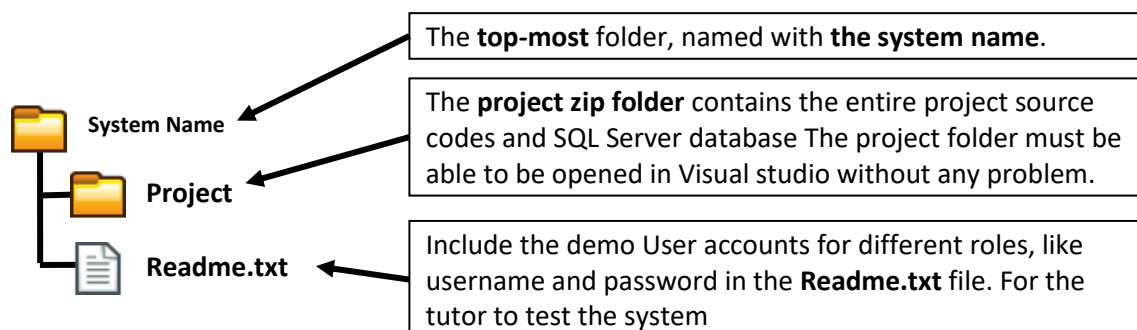 The top-most folder, named with the system name.
System Name
The project zip folder contains the entire project source
codes and SQL Server database The project folder must be
able to be opened in Visual studio without any problem.
Project
Include the demo User accounts for different roles, like
username and password in the Readme.txt file. For the
tutor to test the system
Readme.txt